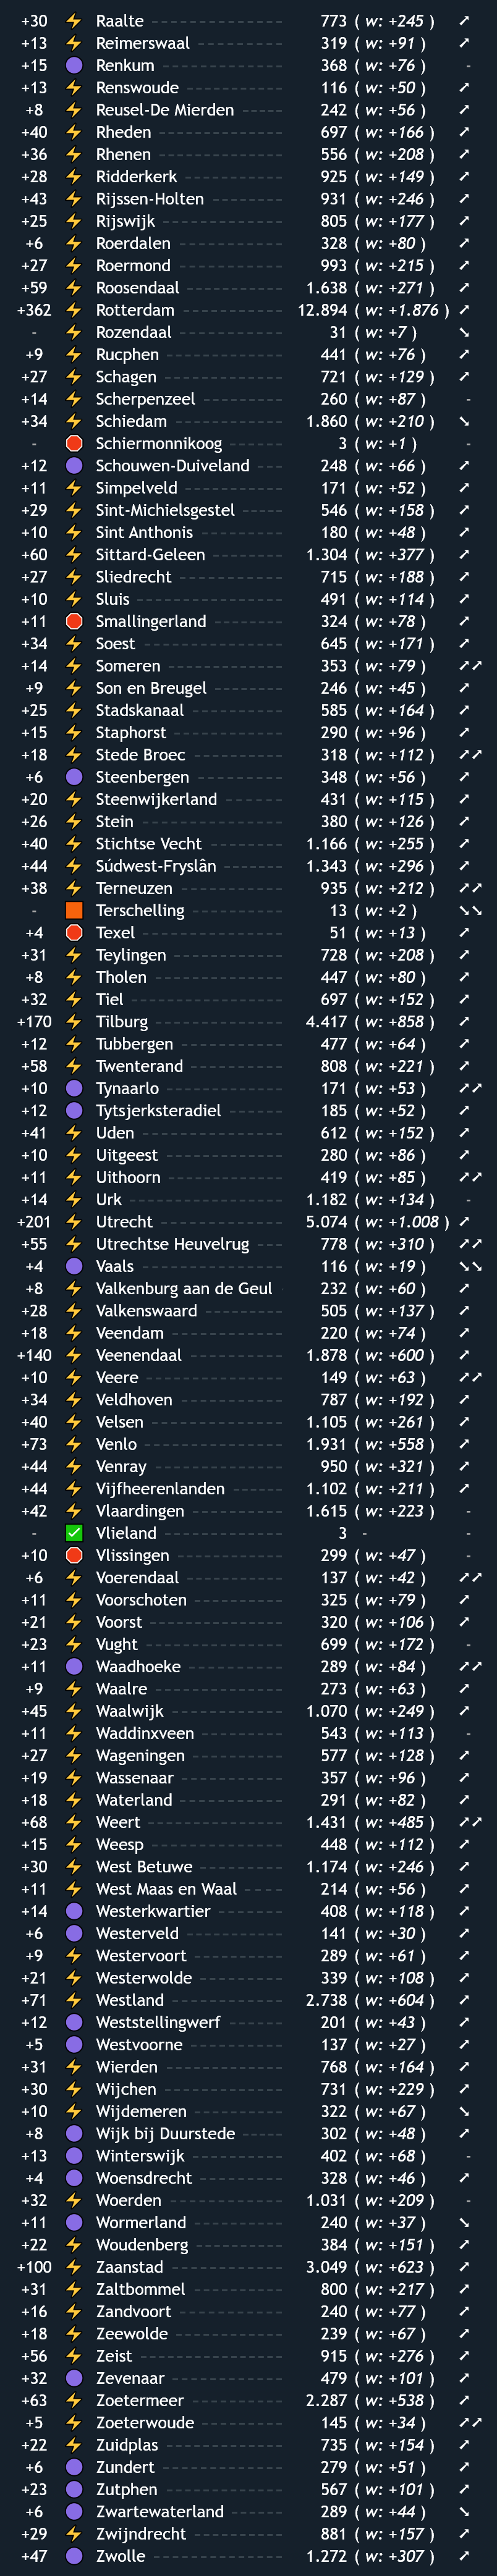 +30 Raalte 773 ( w: +245 )
+13 Reimerswaal 319 ( w: +91 )
+15 Renkum 368 ( w: +76 ) -
+13 Renswoude 116 ( w: +50 )
+8 Reusel-De Mierden 242 ( w: +56 )
+40 Rheden 697 ( w: +166 )
+36 Rhenen 556 ( w: +208 )
+28 Ridderkerk 925 ( w: +149 )
+43 Rijssen-Holten 931 ( w: +246 )
+25 Rijswijk 805 ( w: +177 )
+6 Roerdalen 328 ( w: +80 )
+27 Roermond 993 ( w: +215 )
+59 Roosendaal 1.638 ( w: +271 )
+362 Rotterdam 12.894 ( w: +1.876 )
- Rozendaal 31 ( w: +7 )
+9 Rucphen 441 ( w: +76 )
+27 Schagen 721 ( w: +129 )
+14 Scherpenzeel 260 ( w: +87 ) -
+34 Schiedam 1.860 ( w: +210 )
- Schiermonnikoog 3 ( w: +1 ) -
+12 Schouwen-Duiveland 248 ( w: +66 )
+11 Simpelveld 171 ( w: +52 )
+29 Sint-Michielsgestel 546 ( w: +158 )
+10 Sint Anthonis 180 ( w: +48 )
+60 Sittard-Geleen 1.304 ( w: +377 )
+27 Sliedrecht 715 ( w: +188 )
+10 Sluis 491 ( w: +114 )
+11 Smallingerland 324 ( w: +78 )
+34 Soest 645 ( w: +171 )
+14 Someren 353 ( w: +79 )
+9 Son en Breugel 246 ( w: +45 )
+25 Stadskanaal 585 ( w: +164 )
+15 Staphorst 290 ( w: +96 )
+18 Stede Broec 318 ( w: +112 )
+6 Steenbergen 348 ( w: +56 )
+20 Steenwijkerland 431 ( w: +115 )
+26 Stein 380 ( w: +126 )
+40 Stichtse Vecht 1.166 ( w: +255 )
+44 Súdwest-Fryslân 1.343 ( w: +296 )
+38 Terneuzen 935 ( w: +212 )
- Terschelling 13 ( w: +2 )
+4 Texel 51 ( w: +13 )
+31 Teylingen 728 ( w: +208 )
+8 Tholen 447 ( w: +80 )
+32 Tiel 697 ( w: +152 )
+170 Tilburg 4.417 ( w: +858 )
+12 Tubbergen 477 ( w: +64 )
+58 Twenterand 808 ( w: +221 )
+10 Tynaarlo 171 ( w: +53 )
+12 Tytsjerksteradiel 185 ( w: +52 )
+41 Uden 612 ( w: +152 )
+10 Uitgeest 280 ( w: +86 )
+11 Uithoorn 419 ( w: +85 )
+14 Urk 1.182 ( w: +134 ) -
+201 Utrecht 5.074 ( w: +1.008 )
+55 Utrechtse Heuvelrug 778 ( w: +310 )
+4 Vaals 116 ( w: +19 )
+8 Valkenburg aan de Geul 232 ( w: +60 )
+28 Valkenswaard 505 ( w: +137 )
+18 Veendam 220 ( w: +74 )
+140 Veenendaal 1.878 ( w: +600 )
+10 Veere 149 ( w: +63 )
+34 Veldhoven 787 ( w: +192 )
+40 Velsen 1.105 ( w: +261 )
+73 Venlo 1.931 ( w: +558 )
+44 Venray 950 ( w: +321 )
+44 Vijfheerenlanden 1.102 ( w: +211 )
+42 Vlaardingen 1.615 ( w: +223 ) -
- Vlieland 3 - -
+10 Vlissingen 299 ( w: +47 ) -
+6 Voerendaal 137 ( w: +42 )
+11 Voorschoten 325 ( w: +79 )
+21 Voorst 320 ( w: +106 )
+23 Vught 699 ( w: +172 ) -
+11 Waadhoeke 289 ( w: +84 )
+9 Waalre 273 ( w: +63 )
+45 Waalwijk 1.070 ( w: +249 )
+11 Waddinxveen 543 ( w: +113 ) -
+27 Wageningen 577 ( w: +128 )
+19 Wassenaar 357 ( w: +96 )
+18 Waterland 291 ( w: +82 )
+68 Weert 1.431 ( w: +485 )
+15 Weesp 448 ( w: +112 )
+30 West Betuwe 1.174 ( w: +246 )
+11 West Maas en Waal 214 ( w: +56 )
+14 Westerkwartier 408 ( w: +118 )
+6 Westerveld 141 ( w: +30 )
+9 Westervoort 289 ( w: +61 )
+21 Westerwolde 339 ( w: +108 )
+71 Westland 2.738 ( w: +604 )
+12 Weststellingwerf 201 ( w: +43 )
+5 Westvoorne 137 ( w: +27 )
+31 Wierden 768 ( w: +164 )
+30 Wijchen 731 ( w: +229 )
+10 Wijdemeren 322 ( w: +67 )
+8 Wijk bij Duurstede 302 ( w: +48 )
+13 Winterswijk 402 ( w: +68 ) -
+4 Woensdrecht 328 ( w: +46 )
+32 Woerden 1.031 ( w: +209 ) -
+11 Wormerland 240 ( w: +37 )
+22 Woudenberg 384 ( w: +151 )
+100 Zaanstad 3.049 ( w: +623 )
+31 Zaltbommel 800 ( w: +217 )
+16 Zandvoort 240 ( w: +77 )
+18 Zeewolde 239 ( w: +67 )
+56 Zeist 915 ( w: +276 )
+32 Zevenaar 479 ( w: +101 )
+63 Zoetermeer 2.287 ( w: +538 )
+5 Zoeterwoude 145 ( w: +34 )
+22 Zuidplas 735 ( w: +154 )
+6 Zundert 279 ( w: +51 )
+23 Zutphen 567 ( w: +101 )
+6 Zwartewaterland 289 ( w: +44 )
+29 Zwijndrecht 881 ( w: +157 )
+47 Zwolle 1.272 ( w: +307 )